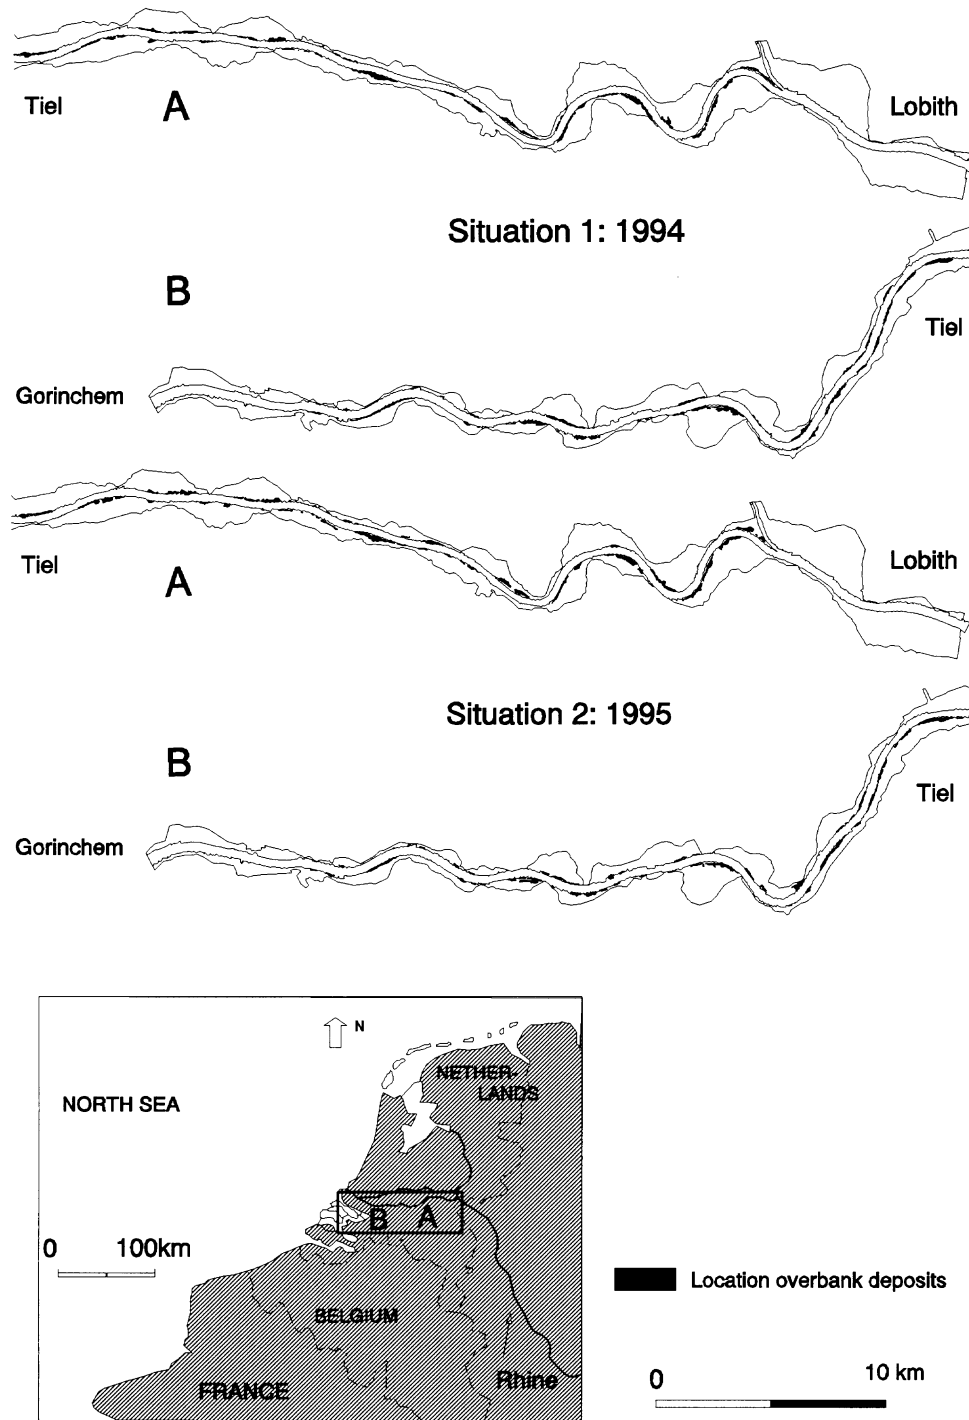 Tiel
A
Lobith
Situation 1: 1994
B
Tiel
Gorinchem
Tiel
A
Lobith
Situation 2: 1995
B
Tiel
Gorinchem
N
NETHER-
LANDS
NORTH SEA
B A
0 100km
BELGIUM
FRANCE
Rhine
Location overbank deposits
0 10 km